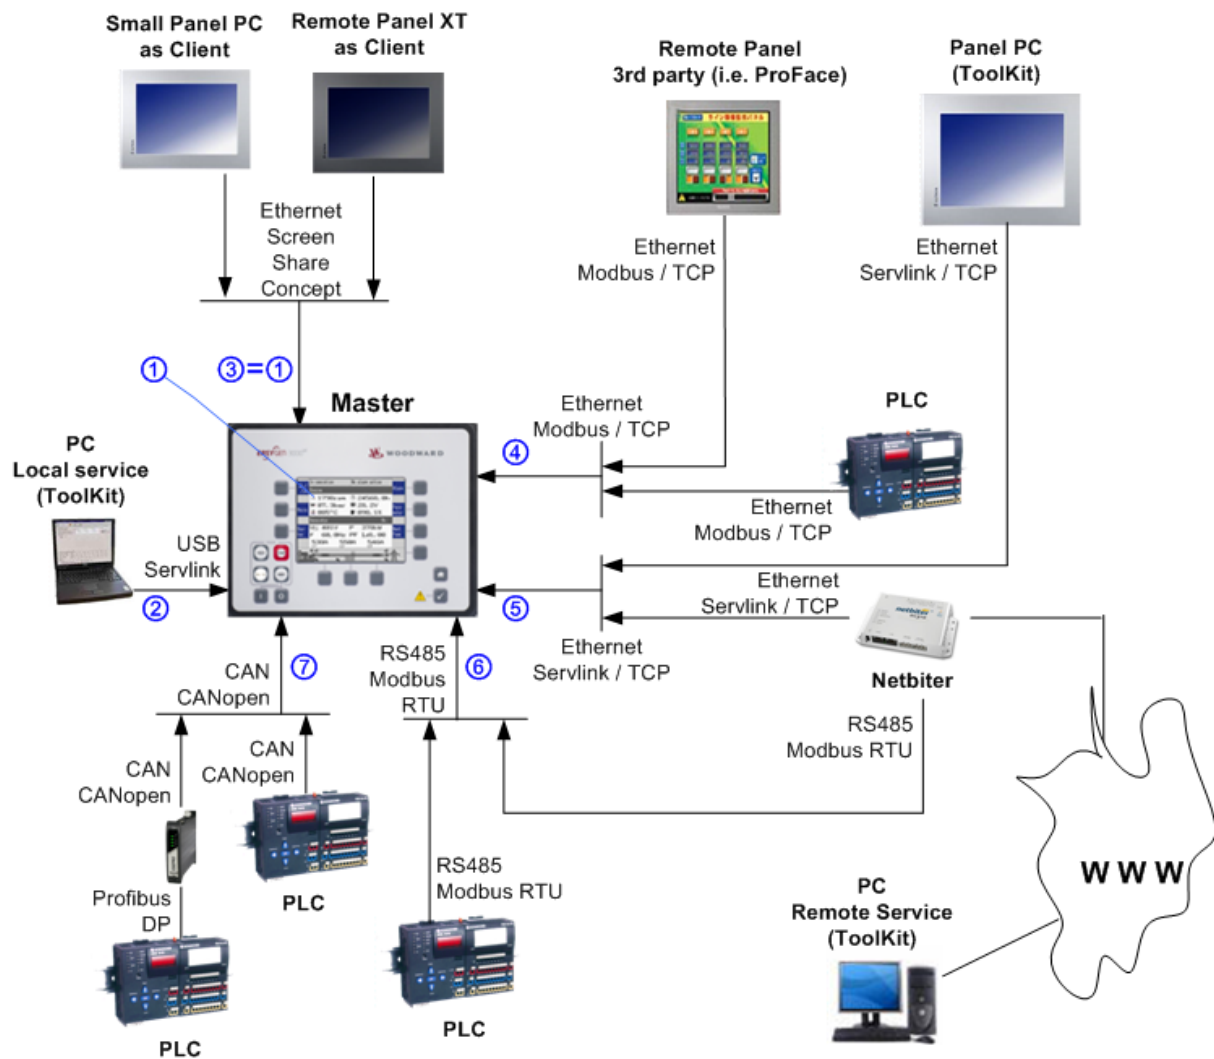 Small Panel PC
as Client
Remote Panel XT
as Client
Remote Panel
3rd party (i.e. ProFace)
Panel PC
(ToolKit)
Ethernet
Screen
Share
Concept
Ethernet
Modbus / TCP
Ethernet
Servlink / TCP
1
3=1
Master
WOODWARD
Ethernet
Modbus / TCP
4
PLC
PC
Local service
(ToolKit)
USB
Servlink
2
Ethernet
Modbus / TCP
Ethernet
Servlink / TCP
5
netbiter
Netbiter
Ethernet
Servlink / TCP
CAN
CANopen
7
RS485
Modbus
RTU
6
RS485
Modbus RTU
CAN
CANopen
CAN
CANopen
PLC
Profibus
DP
PLC
RS485
Modbus RTU
PLC
PC
Remote Service
(ToolKit)
W W W